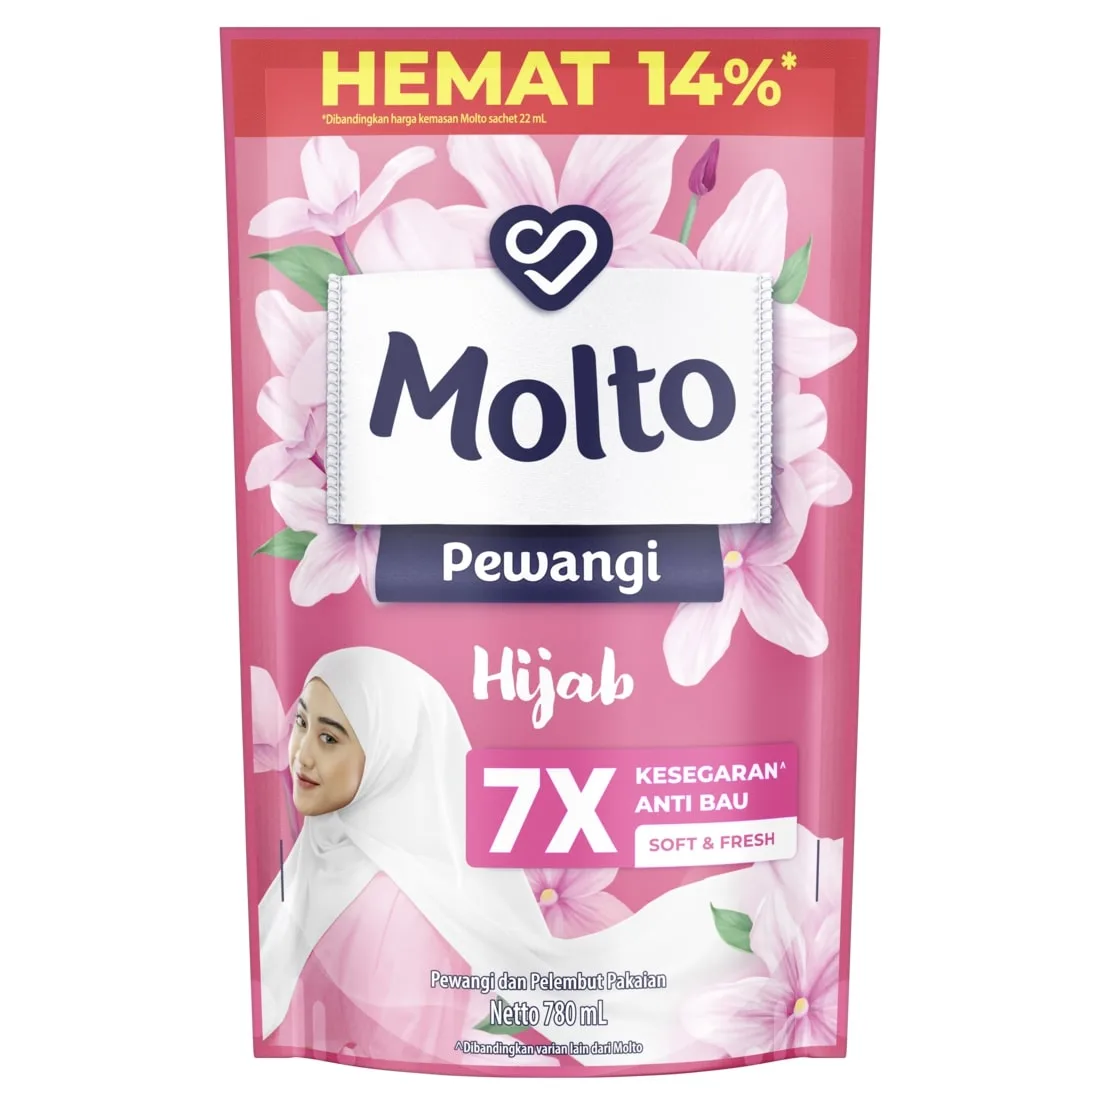 HEMAT 14%*
*Dibandingkan harga kemasan Molto sachet 22 mL
Molto
Pewangi
Hijab
7X
KESEGARAN^
ANTI BAU
SOFT & FRESH
Pewangi dan Pelembut Pakaian
Netto 780 mL
^Dibandingkan varian lain dari Molto